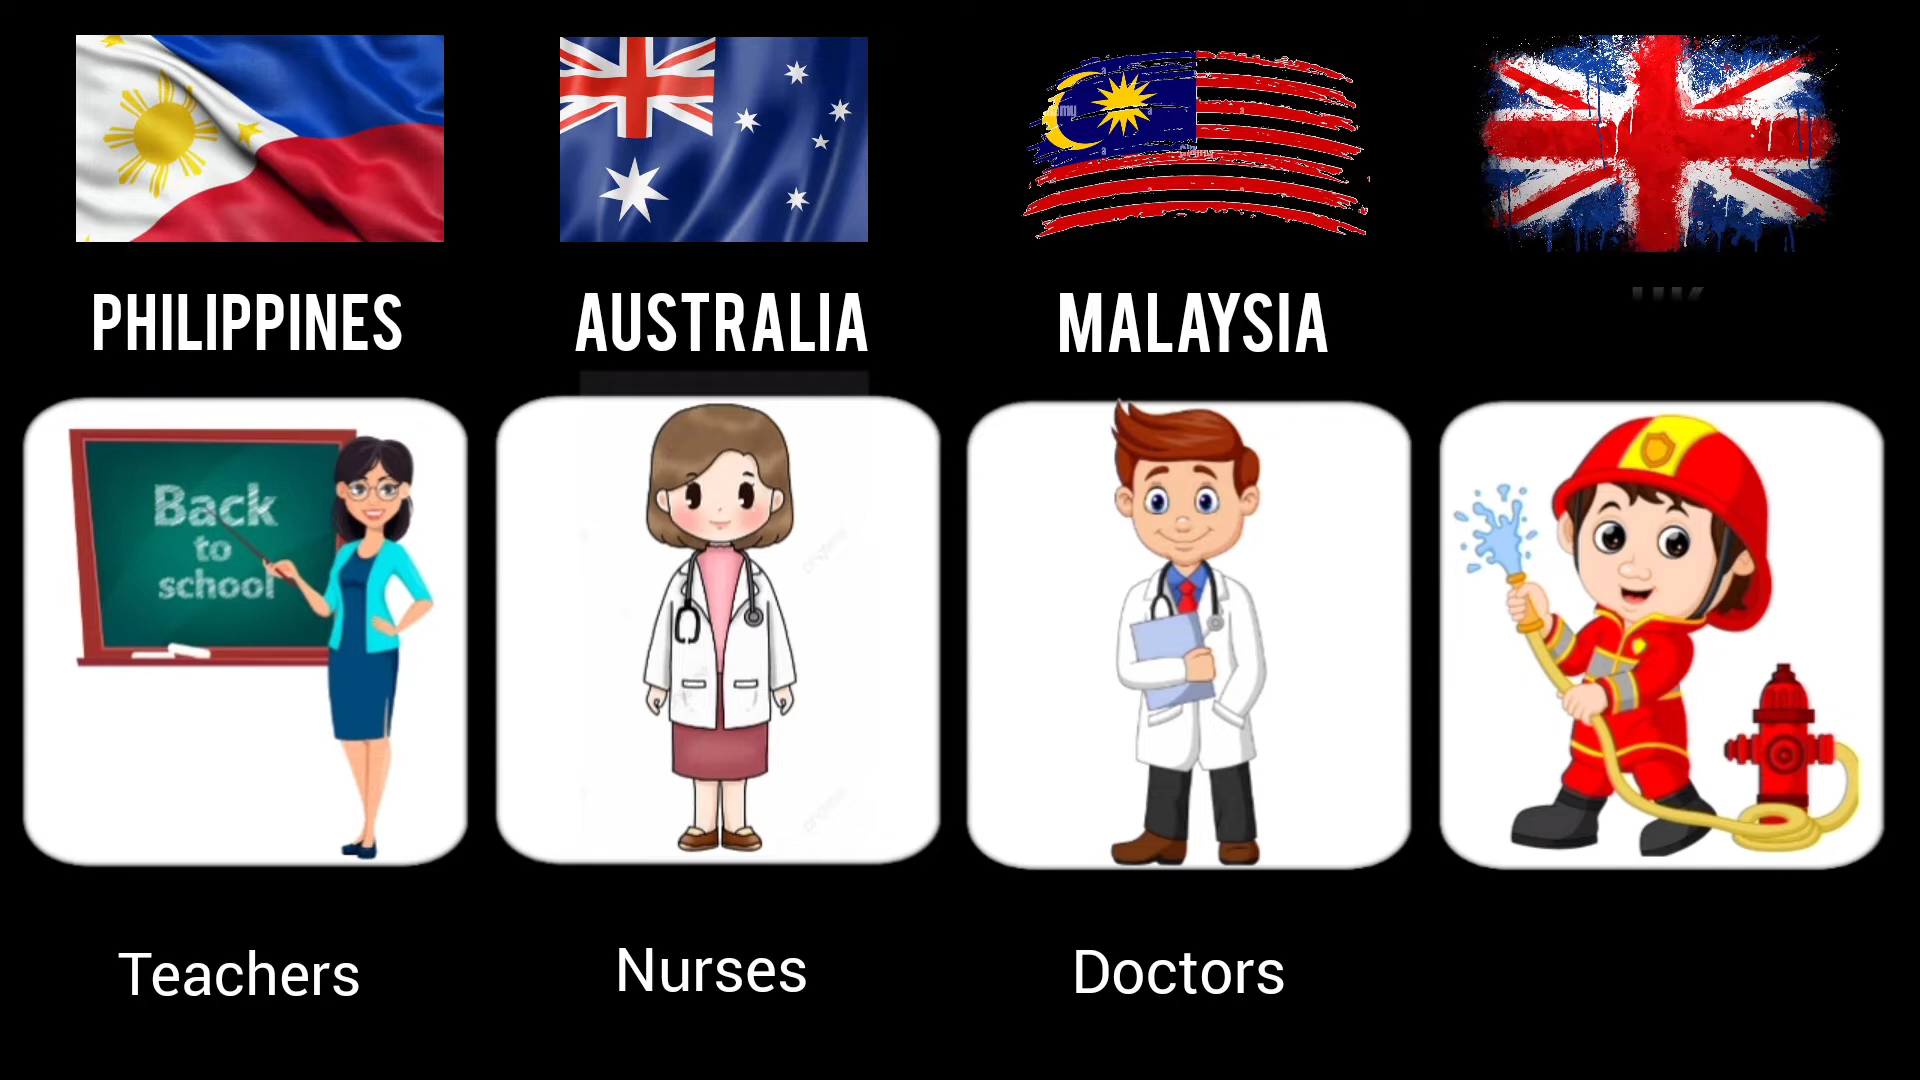 PHILIPPINES
AUSTRALIA
MALAYSIA
Back
to
school
Teachers
Nurses
Doctors